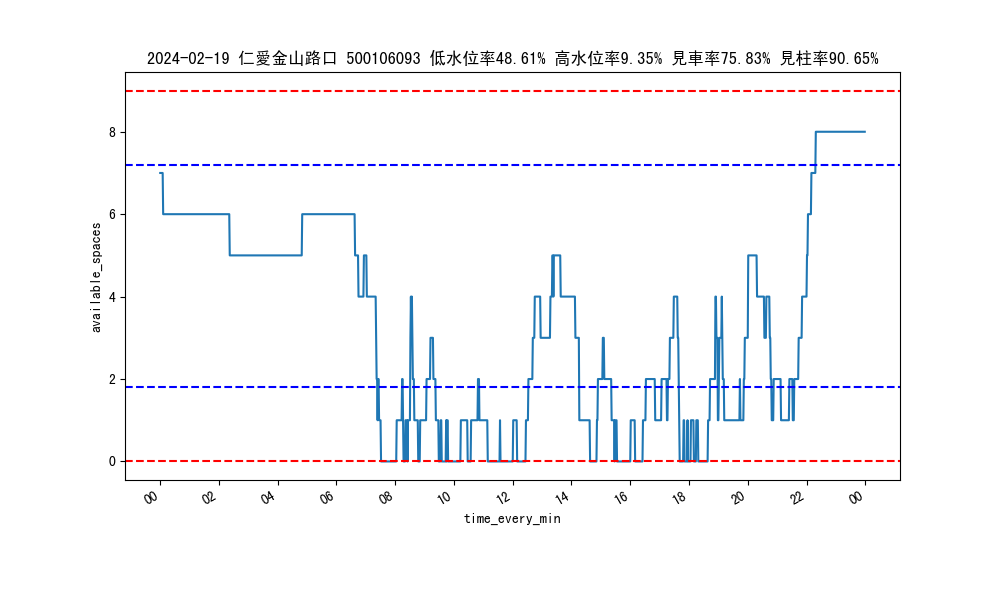 2024-02-19 仁愛金山路口 500106093 低水位率48.61% 高水位率9.35% 見車率75.83% 見柱率90.65%
available_spaces
8
6
4
2
0
00 02 04 06 08 10 12 14 16 18 20 22 00
time_every_min